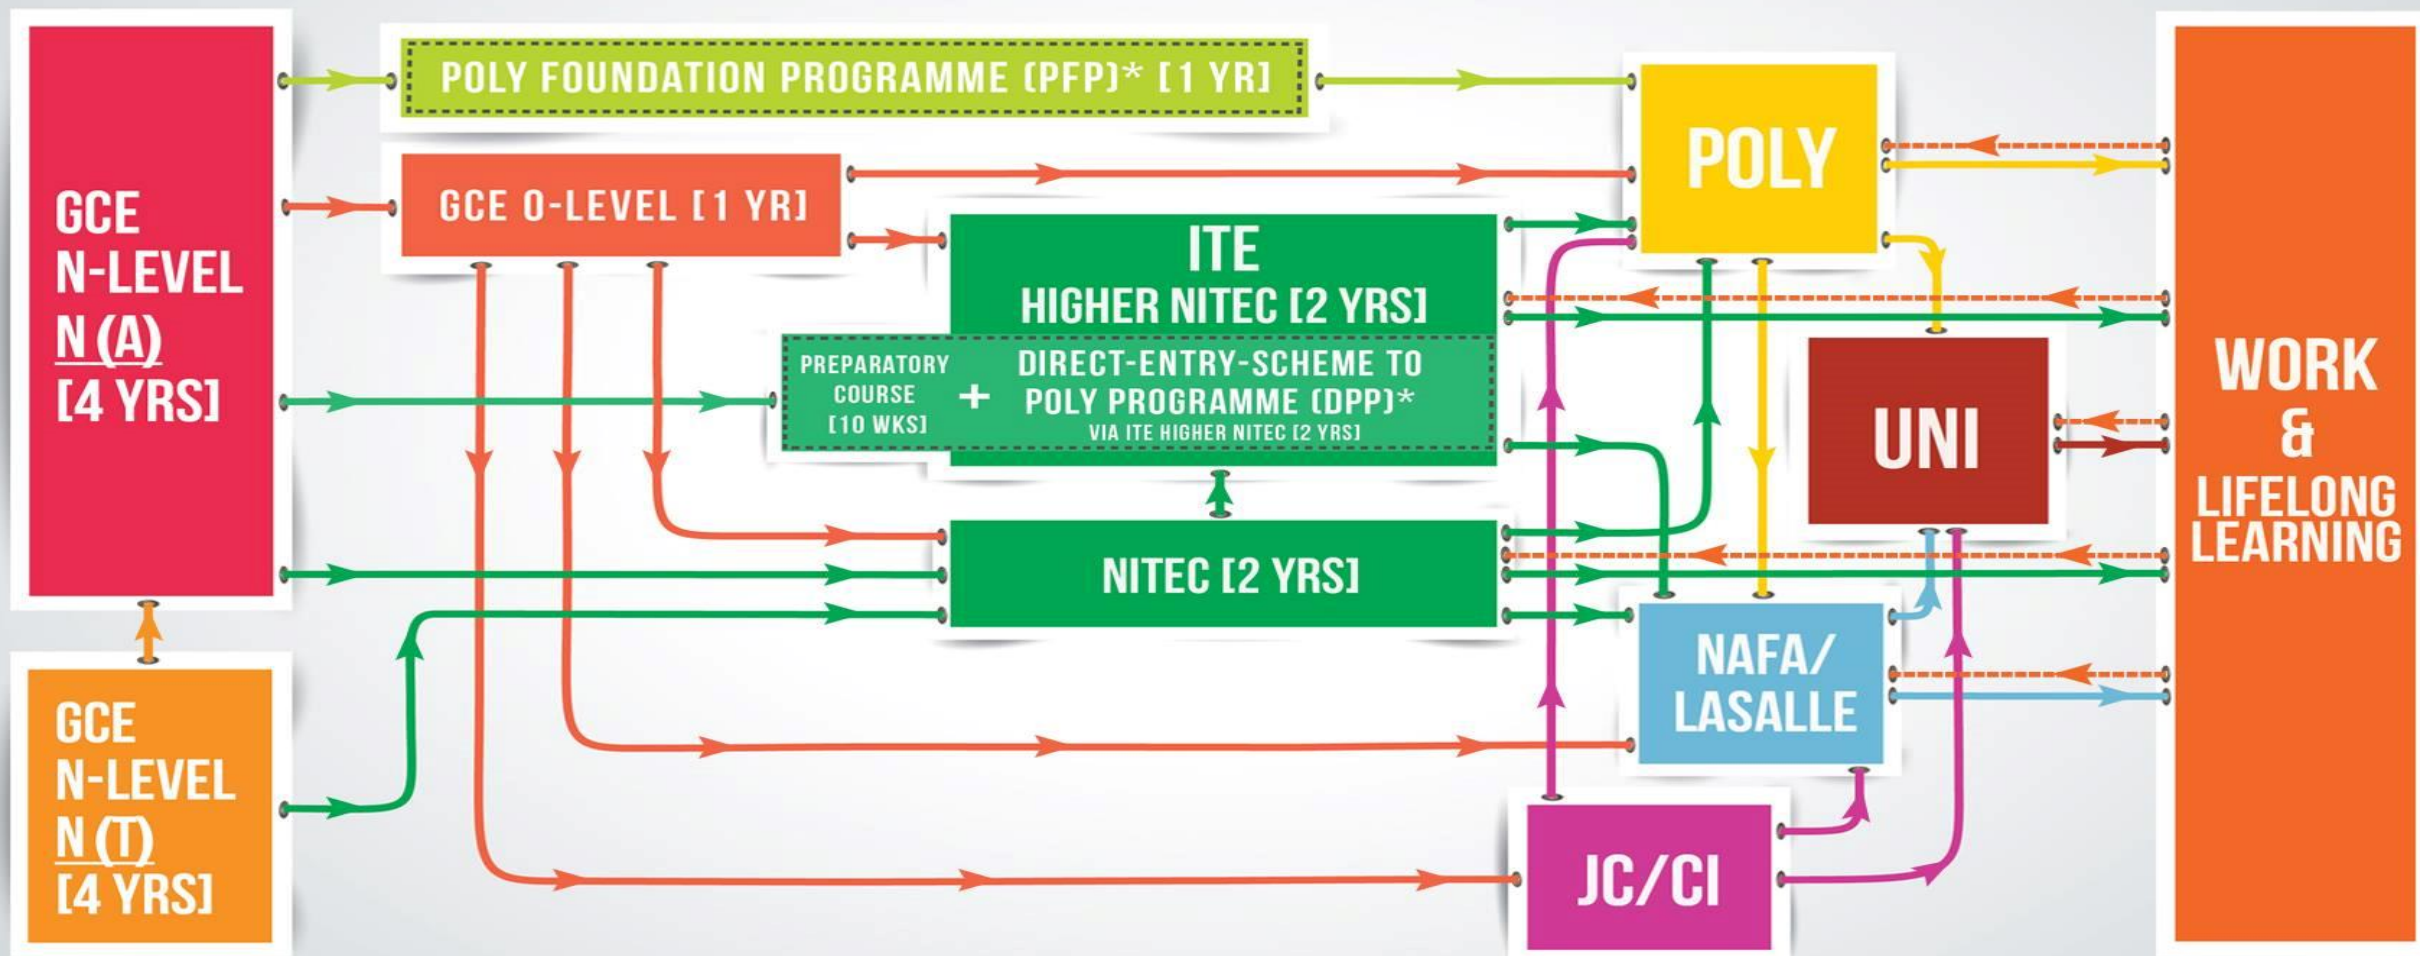 GCE
N-LEVEL
N (A)
[4 YRS]
GCE
N-LEVEL
N (T)
[4 YRS]
POLY FOUNDATION PROGRAMME (PFP)* [1 YR]
GCE O-LEVEL [1 YR]
ITE
HIGHER NITEC [2 YRS]
PREPARATORY
COURSE
[10 WKS]
+
DIRECT-ENTRY-SCHEME TO
POLY PROGRAMME (DPP)*
VIA ITE HIGHER NITEC [2 YRS]
NITEC [2 YRS]
POLY
UNI
NAFA/
LASALLE
JC/CI
WORK
&
LIFELONG
LEARNING